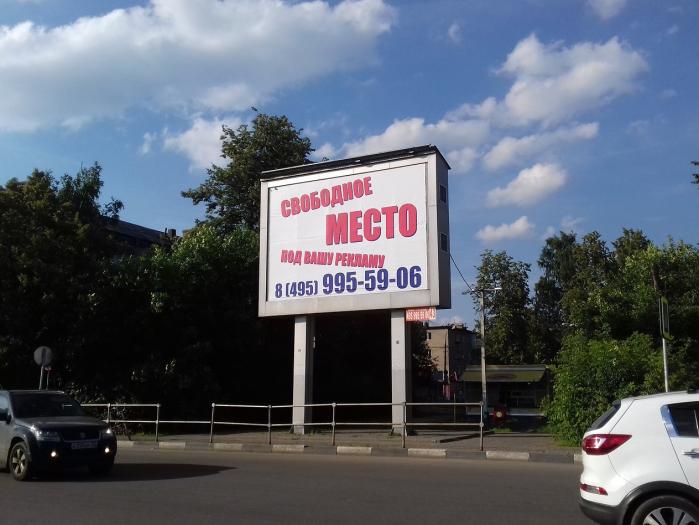 СВОБОДНОЕ
МЕСТО
ПОД ВАШУ РЕКЛАМУ
8 (495) 995-59-06